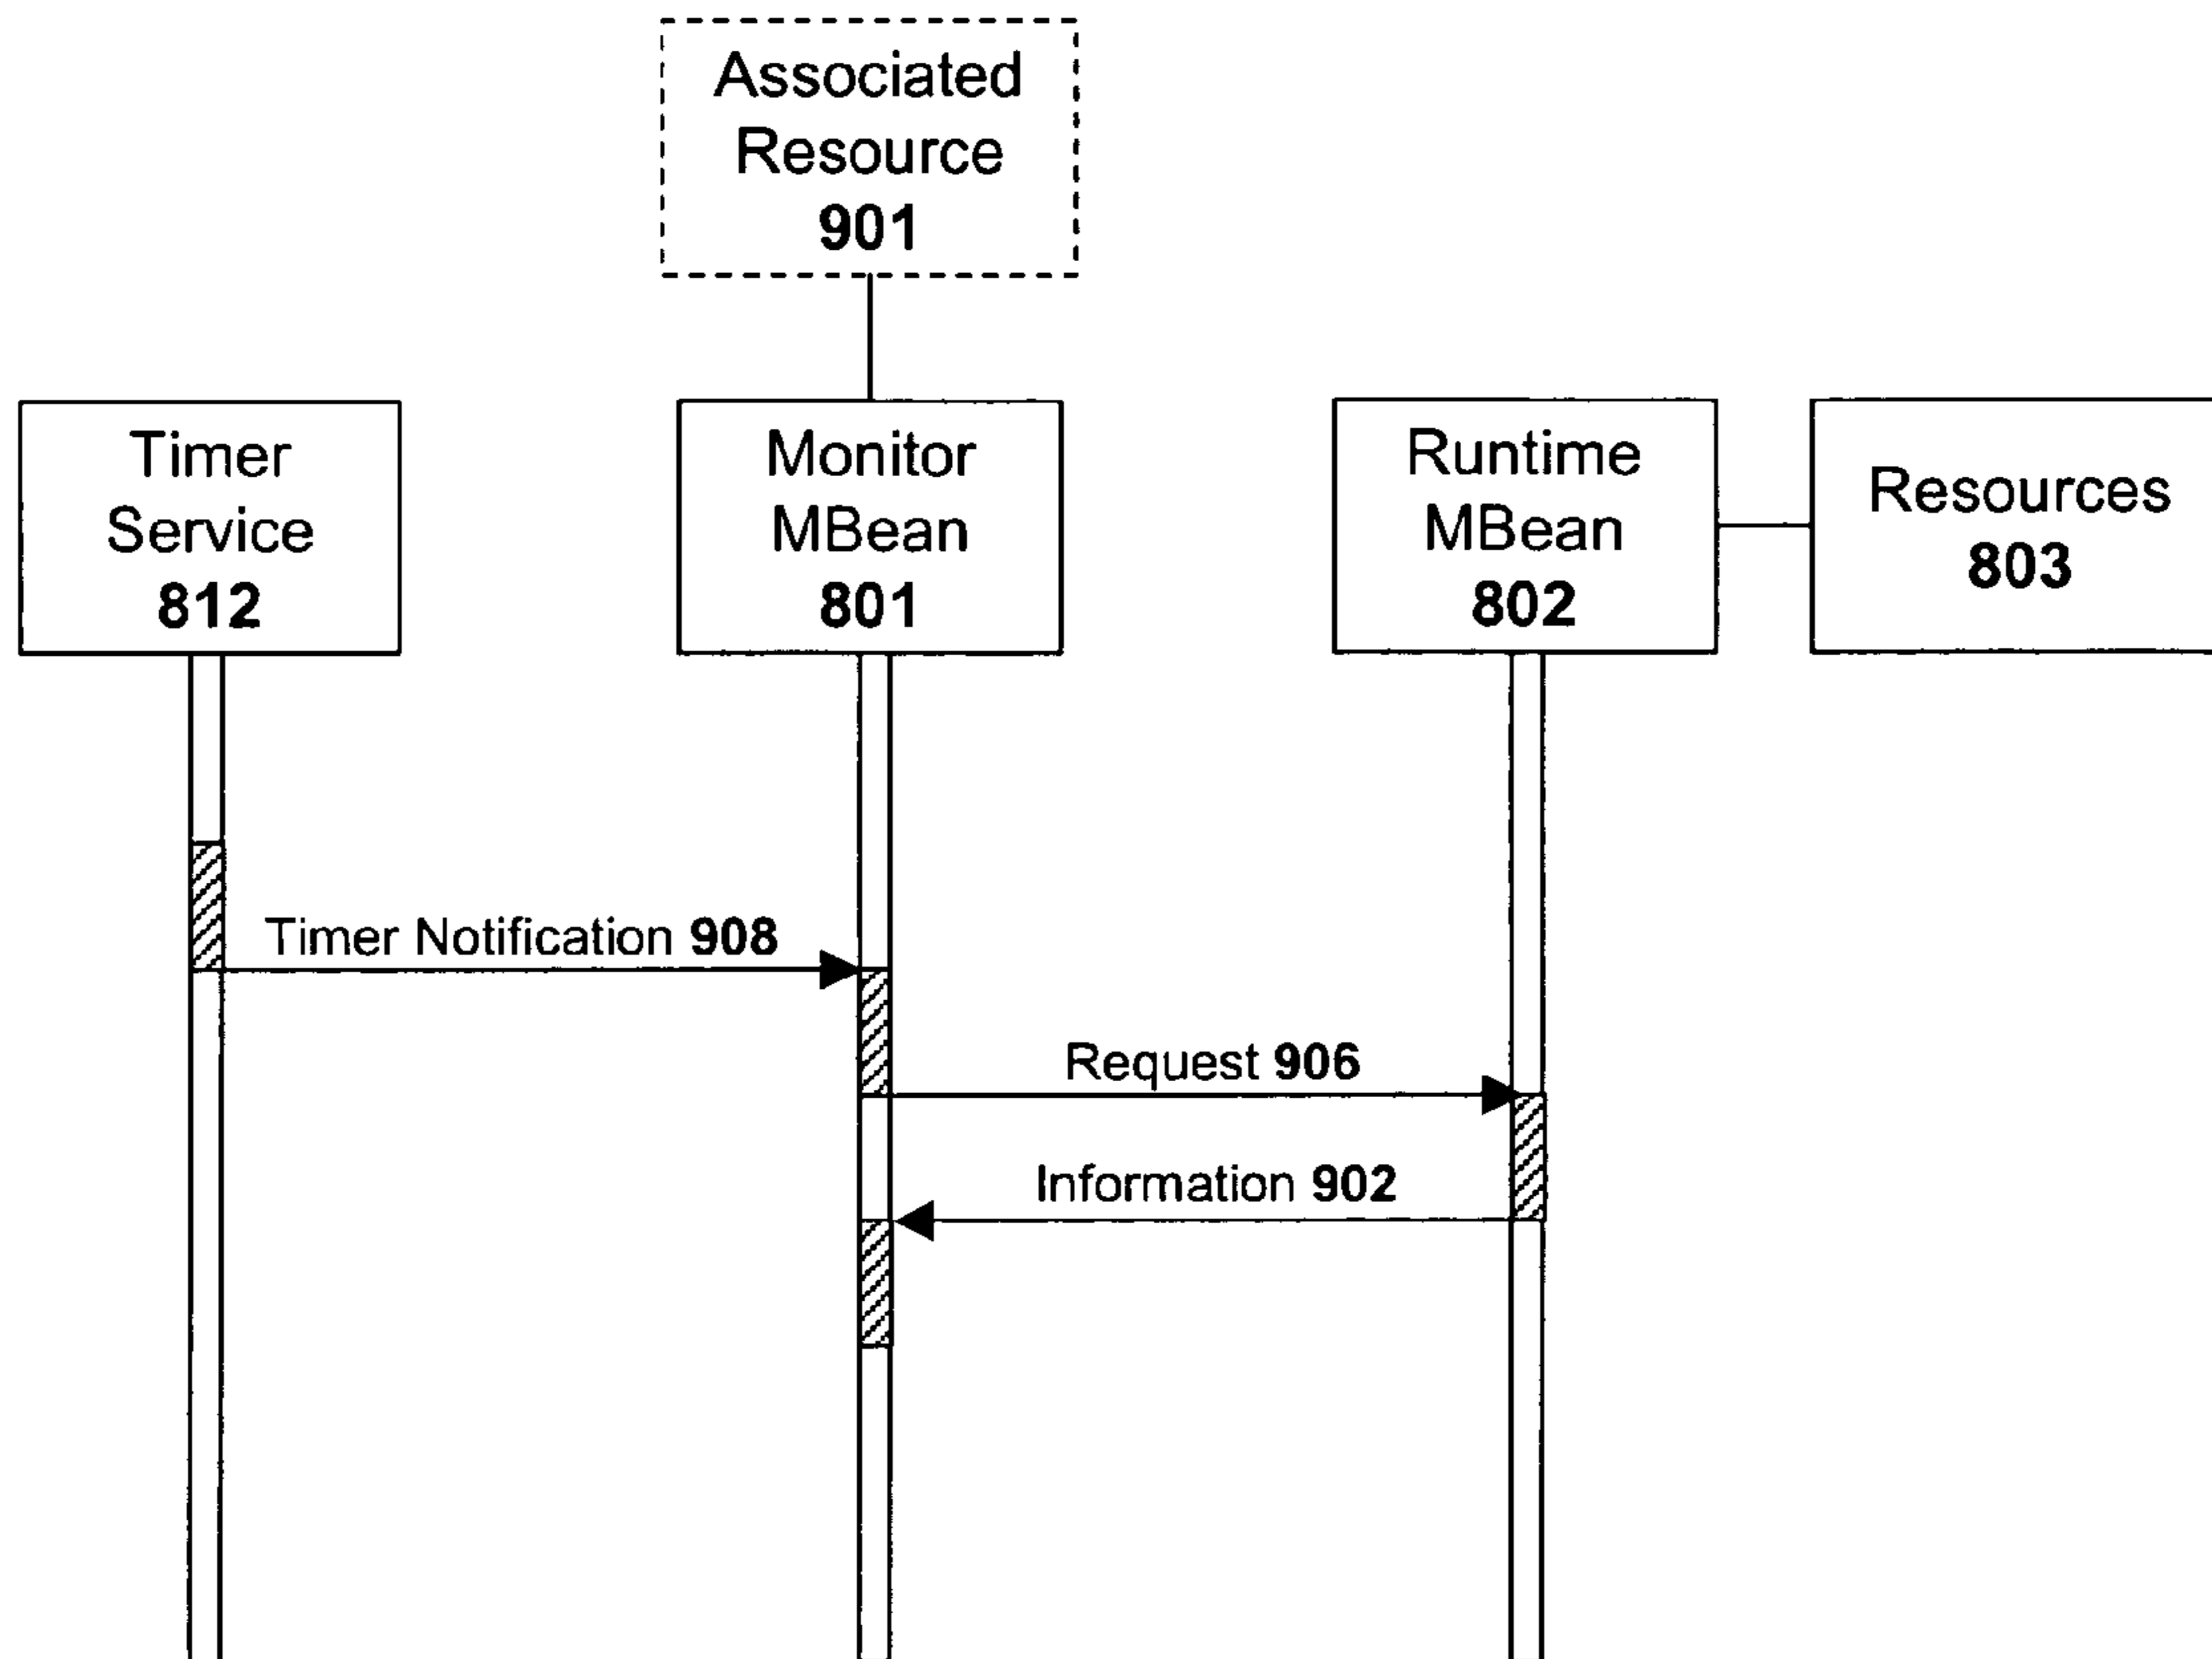 Associated
Resource
901
Timer
Service
812
Monitor
MBean
801
Runtime
MBean
802
Resources
803
Timer Notification 908
Request 906
Information 902